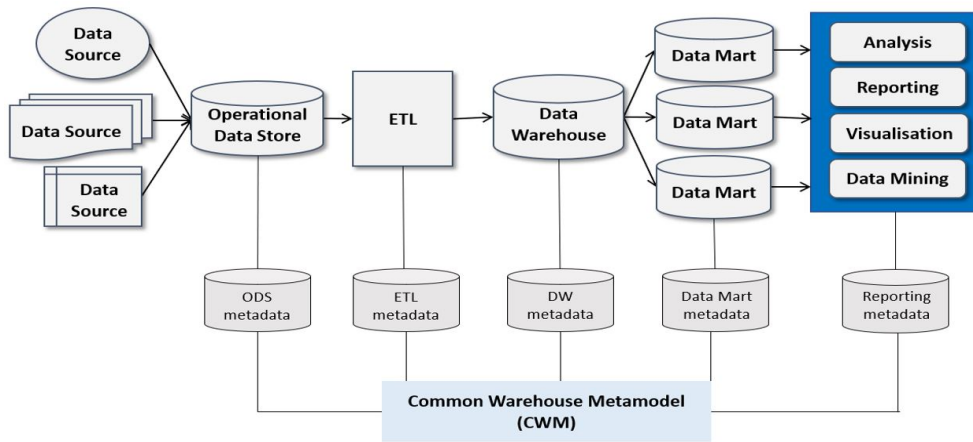 Data
Source
Data Source
Data
Source
Operational
Data Store
ETL
Data
Warehouse
Data Mart
Data Mart
Data Mart
Analysis
Reporting
Visualisation
Data Mining
ODS
metadata
ETL
metadata
DW
metadata
Data Mart
metadata
Reporting
metadata
Common Warehouse Metamodel
(CWM)